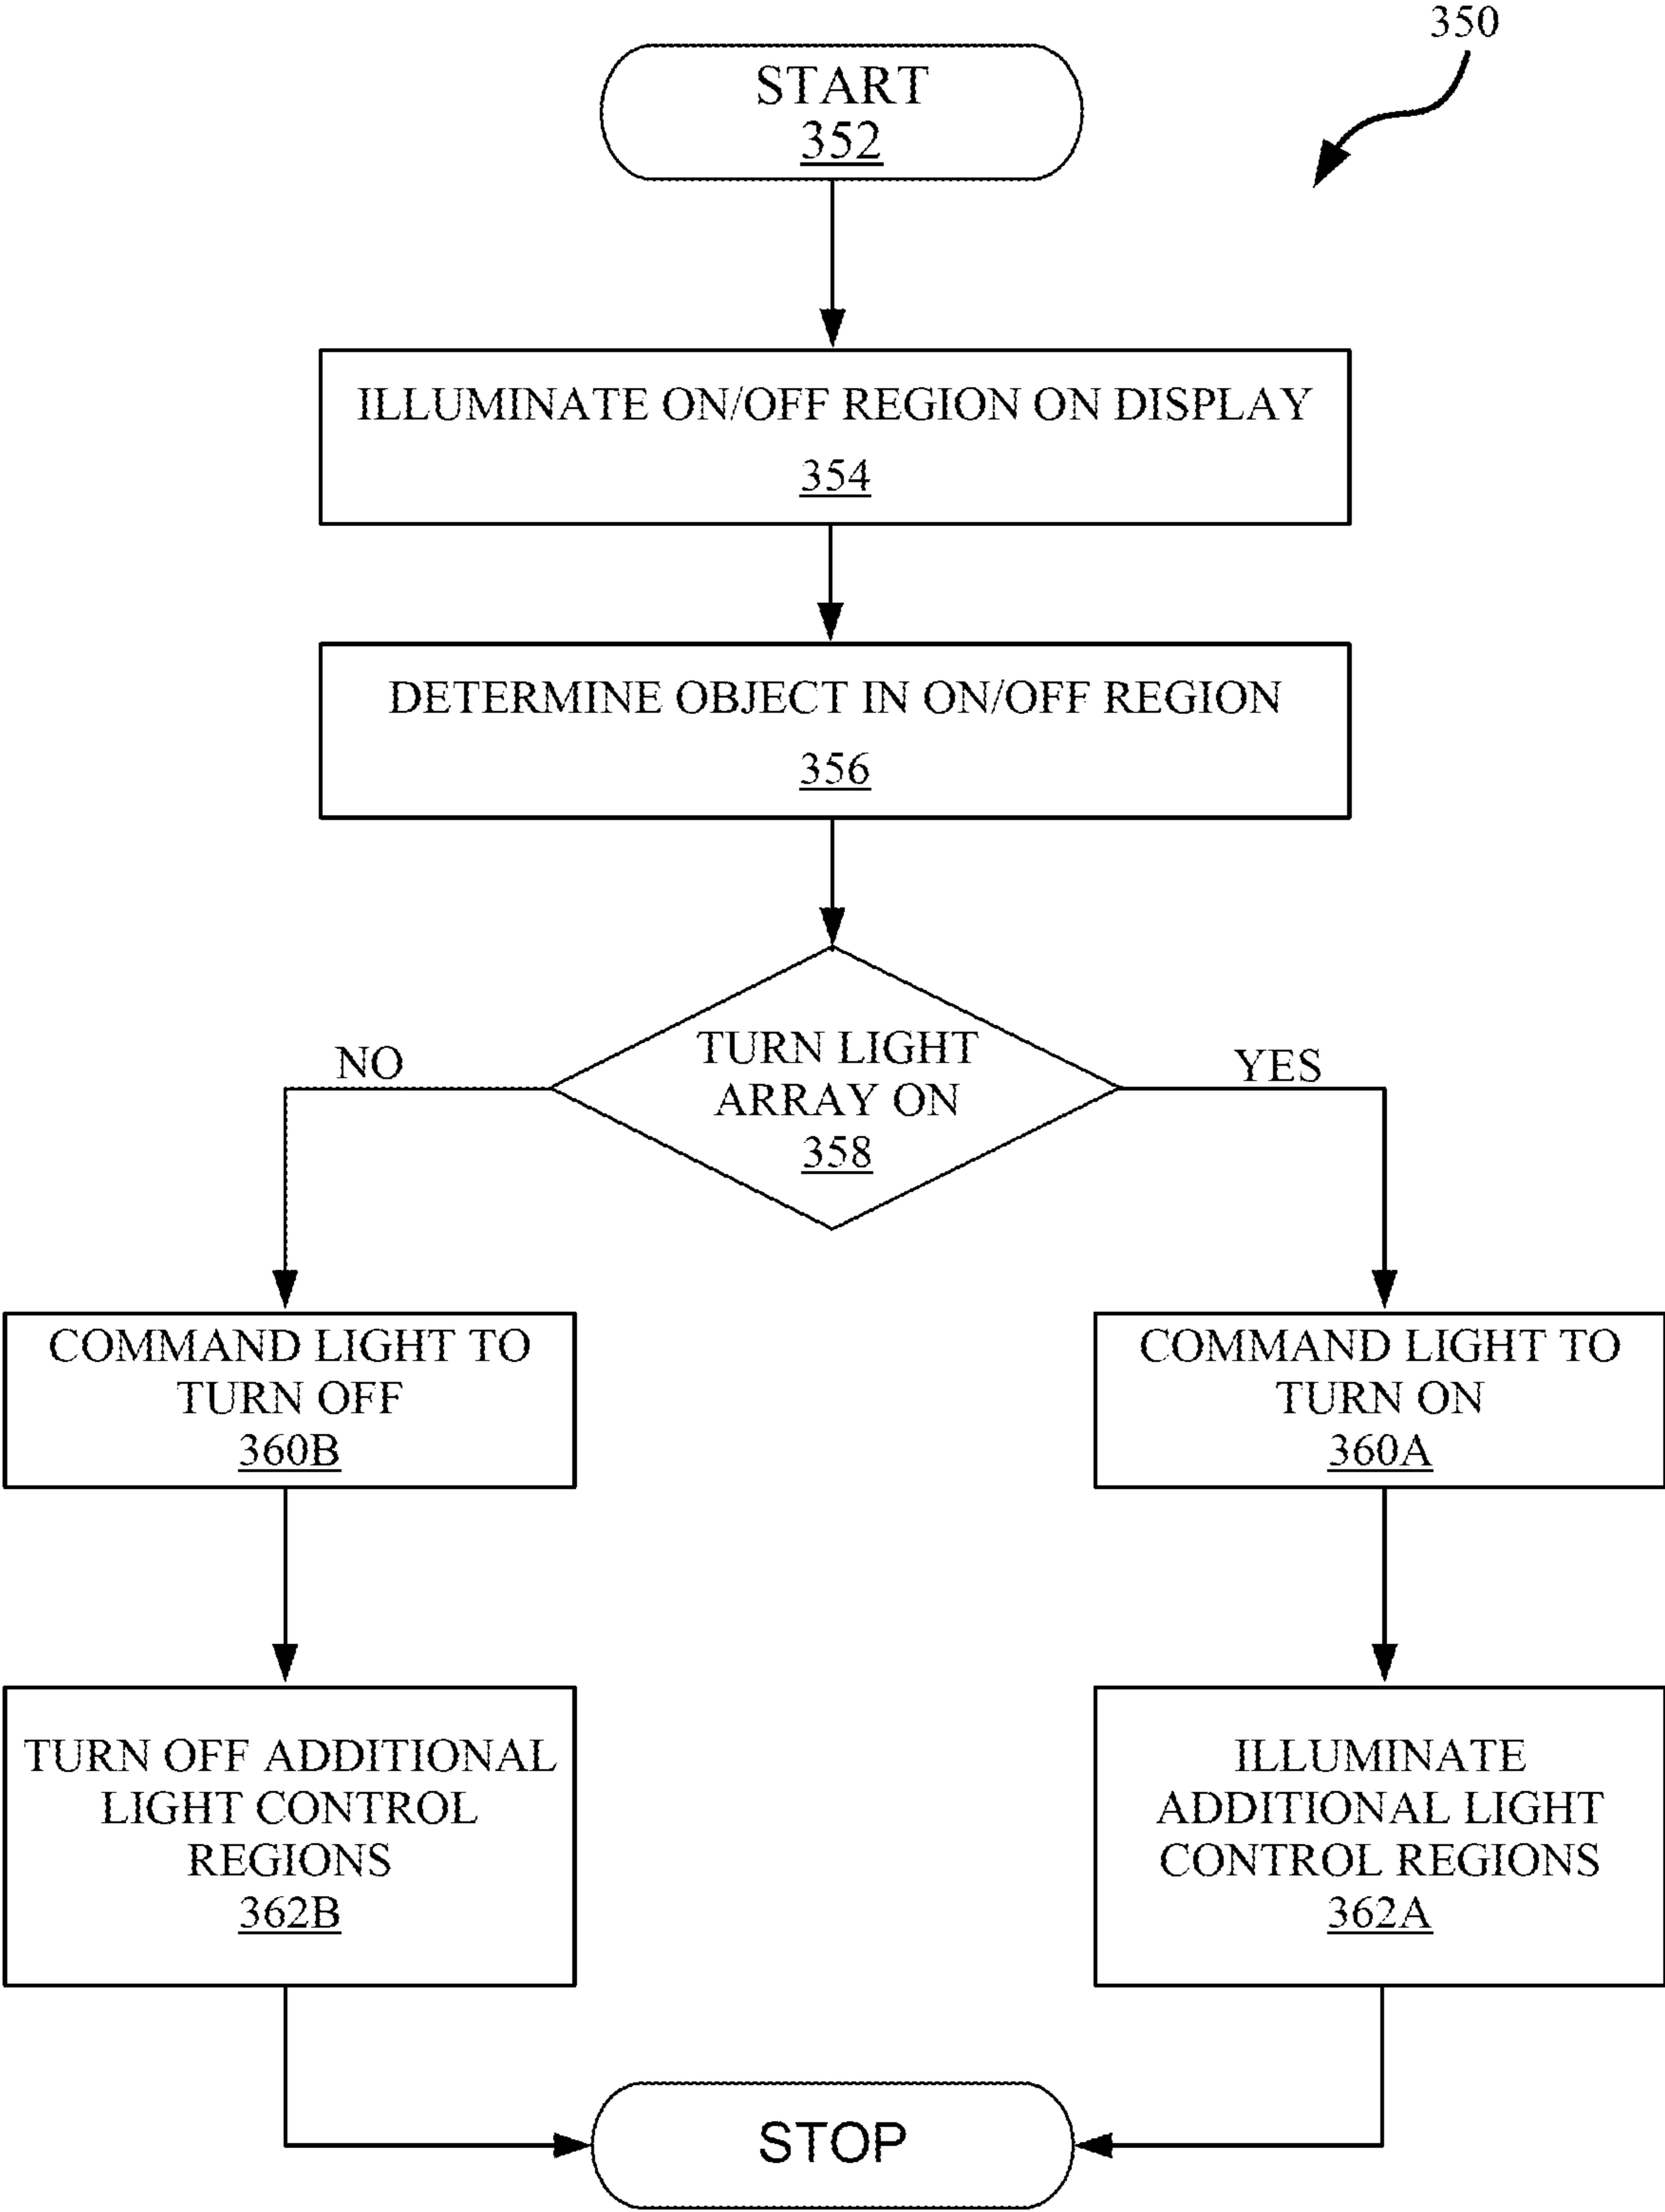 350
START
352
ILLUMINATE ON/OFF REGION ON DISPLAY
354
DETERMINE OBJECT IN ON/OFF REGION
356
TURN LIGHT
ARRAY ON
358
NO
YES
COMMAND LIGHT TO
TURN OFF
360B
COMMAND LIGHT TO
TURN ON
360A
TURN OFF ADDITIONAL
LIGHT CONTROL
REGIONS
362B
ILLUMINATE
ADDITIONAL LIGHT
CONTROL REGIONS
362A
STOP